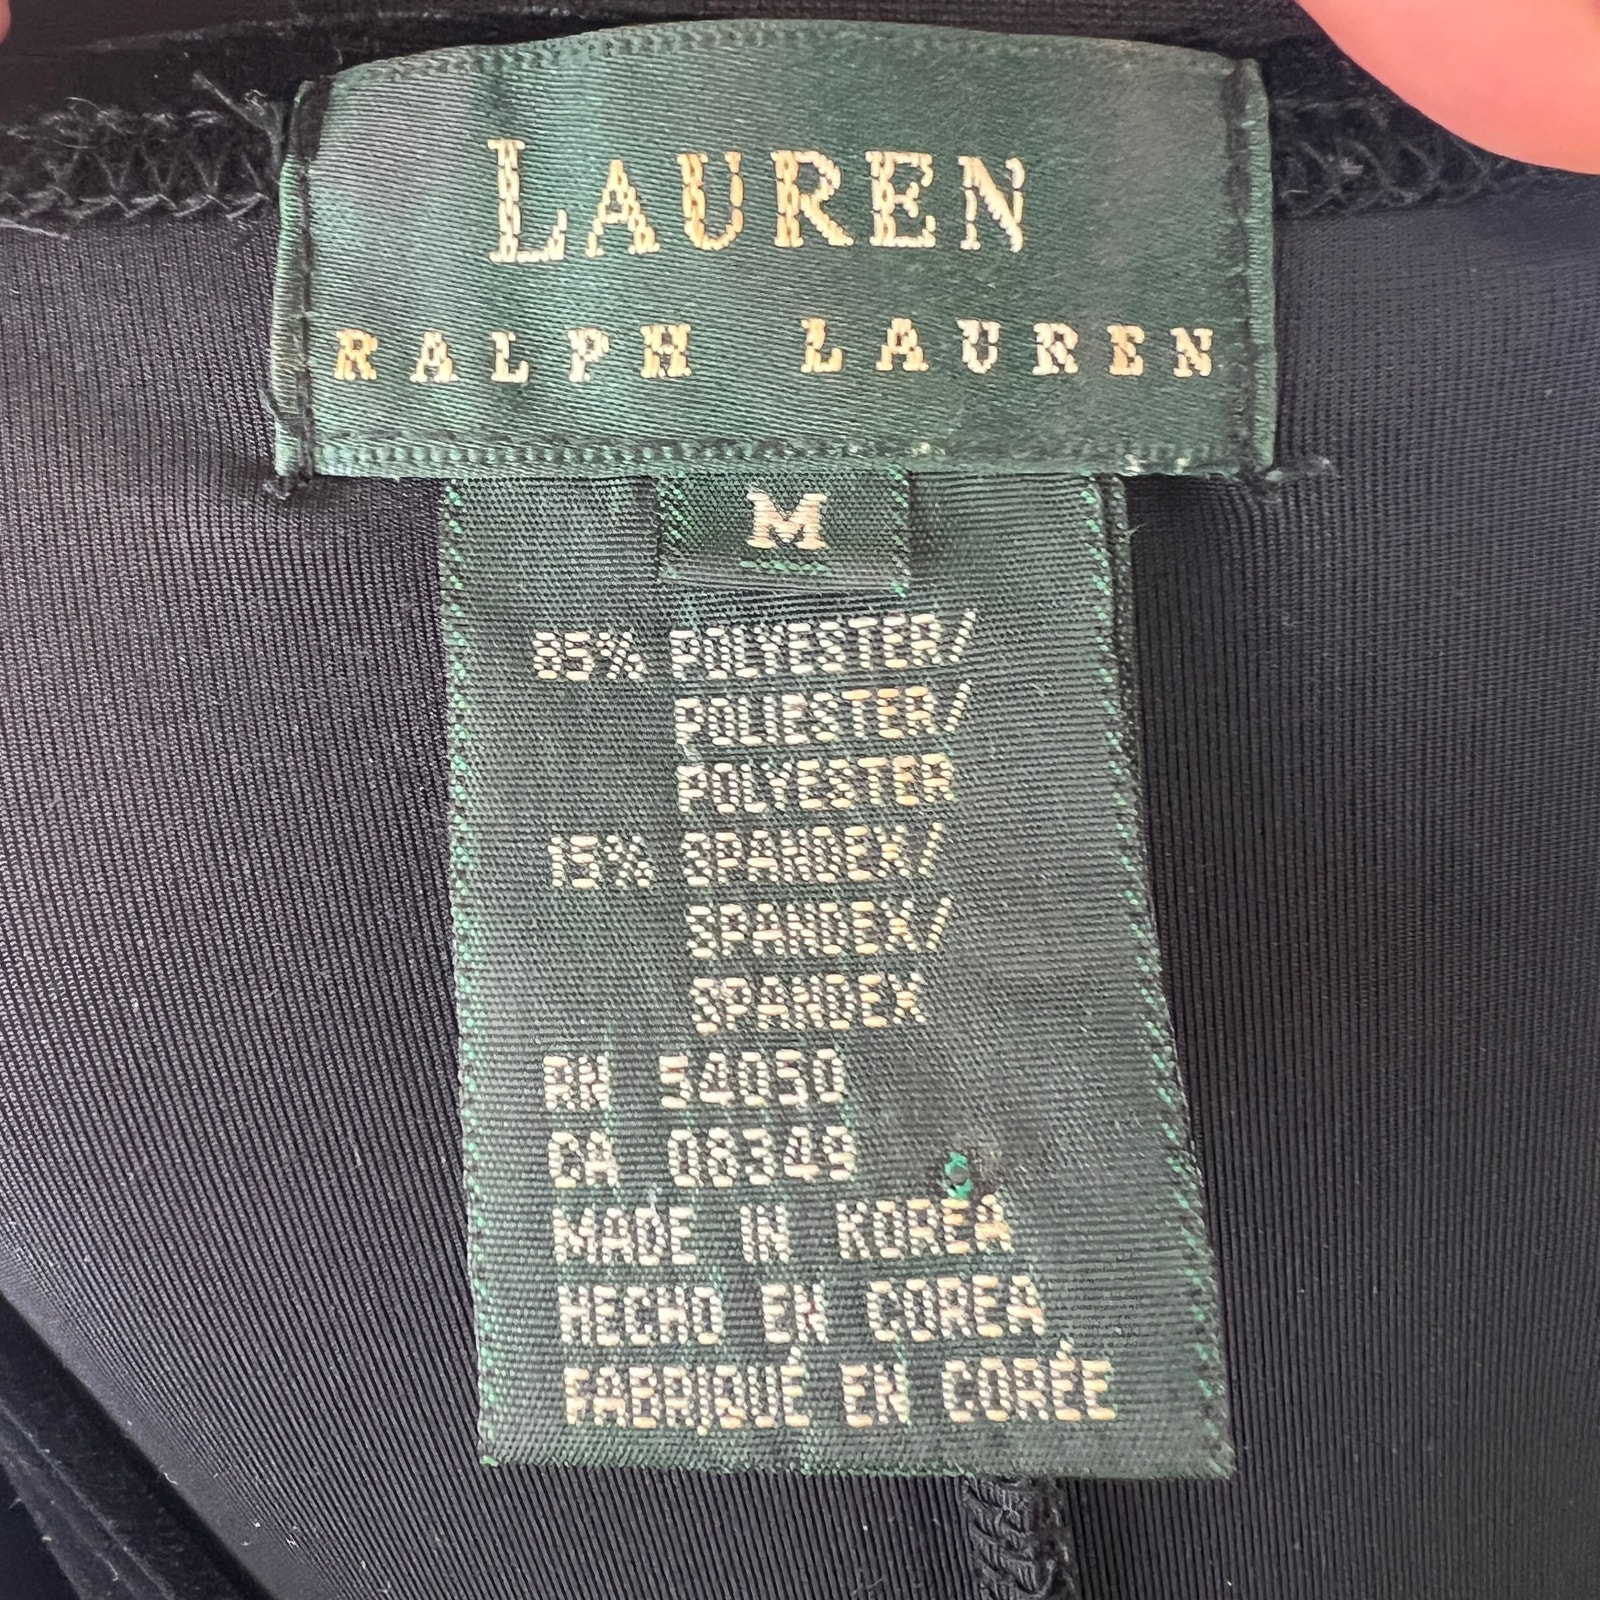 LAUREN
RALPH LAUREN
M
85% POLYESTER/
POLIESTER/
POLYESTER
15% SPANDEX/
SPANDEX/
SPANDEX
RN 54050
CA 08349
MADE IN KOREA
HECHO EN COREA
FABRIQUÉ EN CORÉE